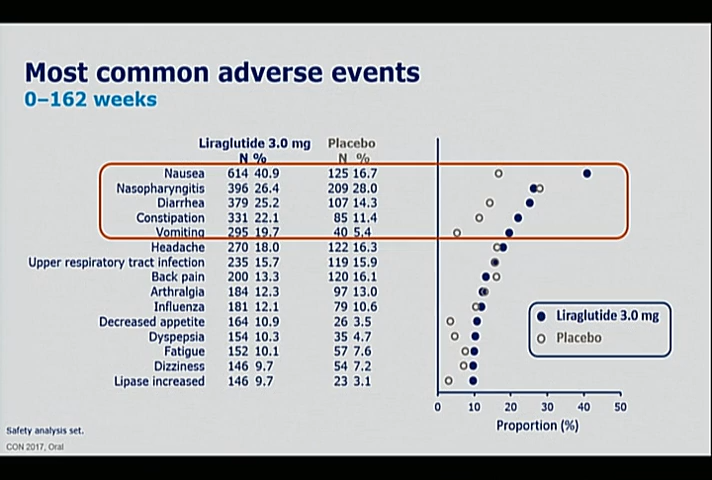 Most common adverse events
0–162 weeks
Liraglutide 3.0 mg Placebo
N % N %
Nausea 614 40.9 125 16.7
Nasopharyngitis 396 26.4 209 28.0
Diarrhea 379 25.2 107 14.3
Constipation 331 22.1 85 11.4
Vomiting 295 19.7 40 5.4
Headache 270 18.0 122 16.3
Upper respiratory tract infection 235 15.7 119 15.9
Back pain 200 13.3 120 16.1
Arthralgia 184 12.3 97 13.0
Influenza 181 12.1 79 10.6
Decreased appetite 164 10.9 26 3.5
Dyspepsia 154 10.3 35 4.7
Fatigue 152 10.1 57 7.6
Dizziness 146 9.7 54 7.2
Lipase increased 146 9.7 23 3.1
Liraglutide 3.0 mg
Placebo
0 10 20 30 40 50
Proportion (%)
Safety analysis set.
CON 2017, Oral